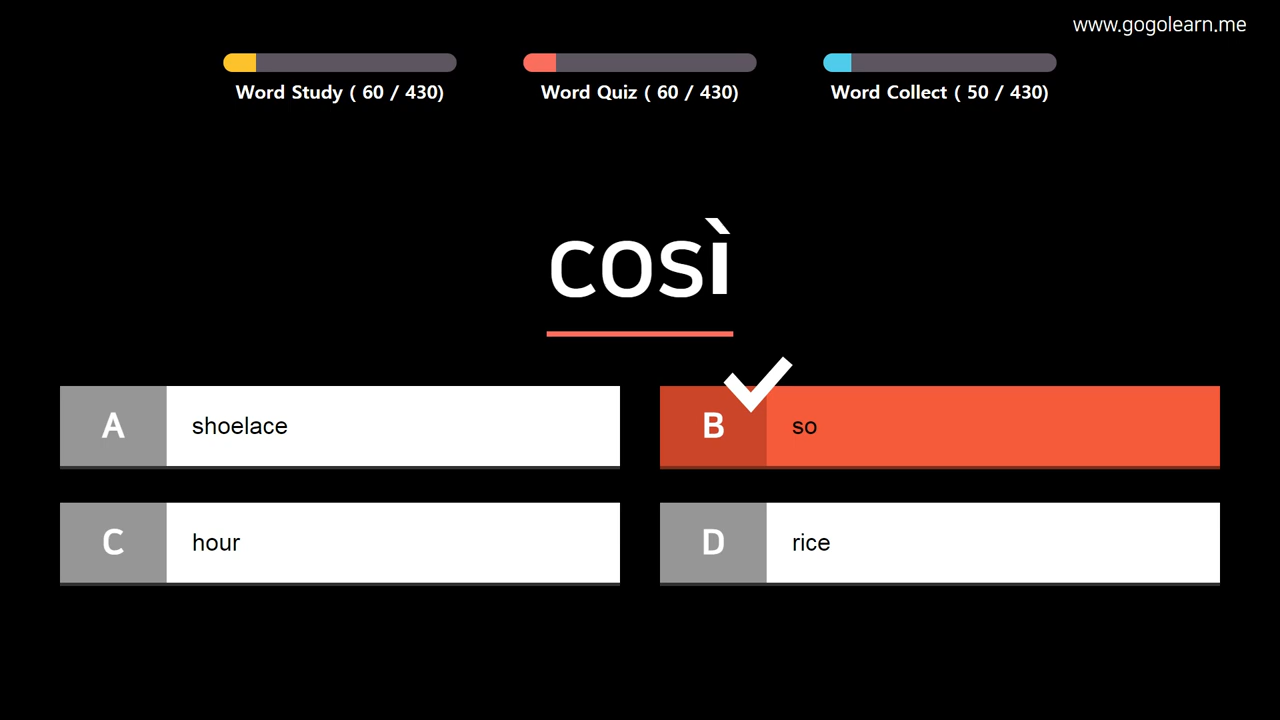 www.gogolearn.me
Word Study ( 60 / 430)
Word Quiz ( 60 / 430)
Word Collect ( 50 / 430)
così
A shoelace
B so
C hour
D rice